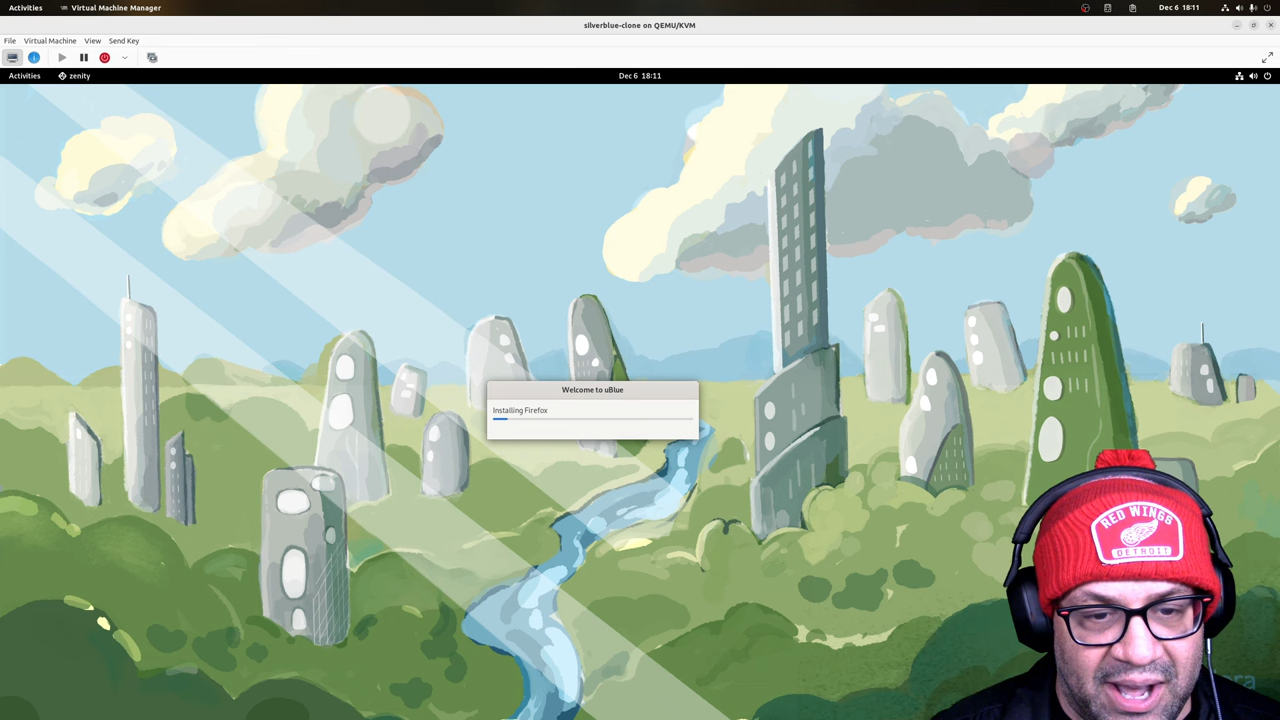 Activities
Virtual Machine Manager
Dec 6 18:11
silverblue-clone on QEMU/KVM
File Virtual Machine View Send Key
Activities
zenity
Dec 6 18:11
Welcome to uBlue
Installing Firefox
RED WINGS
DETROIT